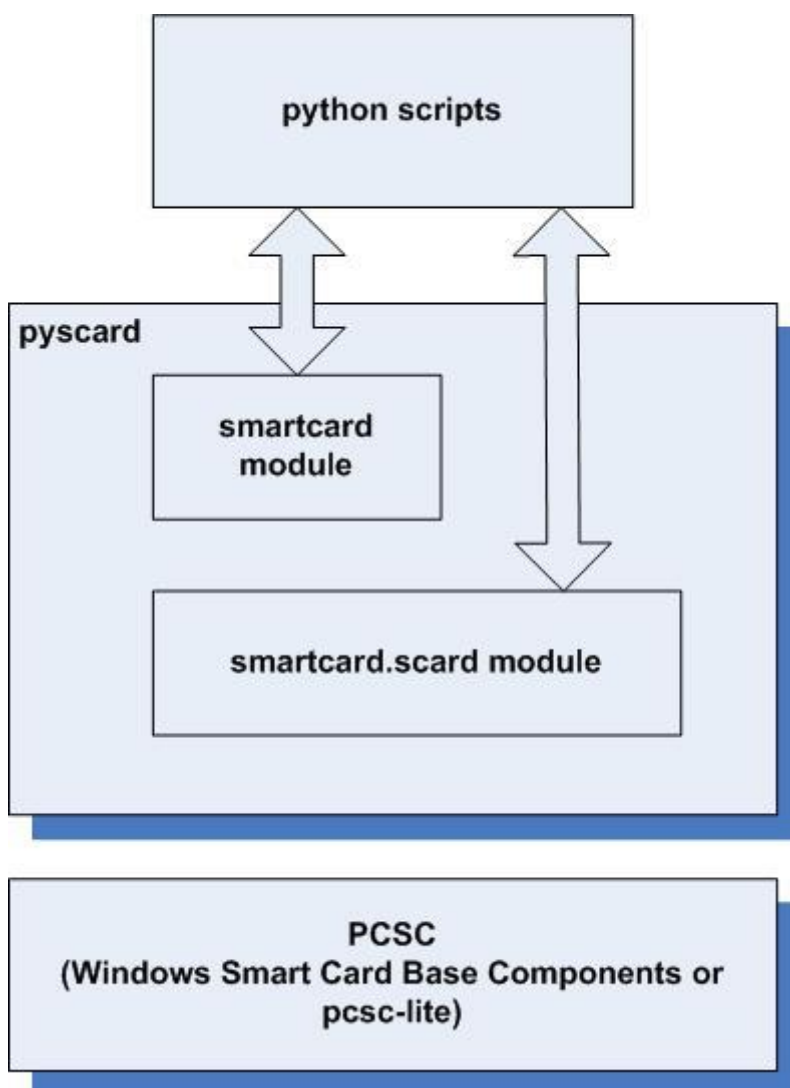 python scripts
pyscard
smartcard
module
smartcard.scard module
PCSC
(Windows Smart Card Base Components or
pcsc-lite)